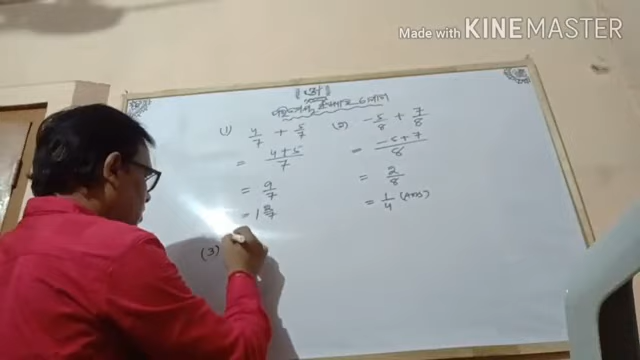 Made with KINEMASTER
ଓଁ
ପରିମେୟ ସଂଖ୍ୟାର ଯୋଗ
1) 4/7 + 5/7
= 4+5/7
= 9/7
= 1 2/7
(2) -5/8 + 7/8
= -5+7/8
= 2/8
= 1/4 (Ans)
(3)